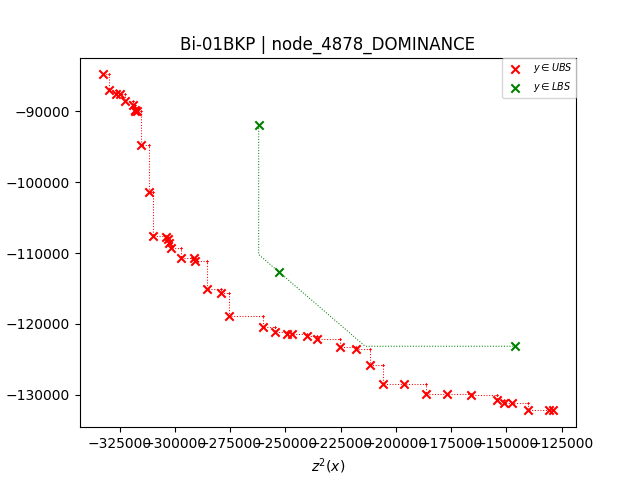 Bi-01BKP | node_4878_DOMINANCE
y ∈ UBS
y ∈ LBS
−90000
−100000
−110000
−120000
−130000
−325000 −300000 −275000 −250000 −225000 −200000 −175000 −150000 −125000
z²(x)